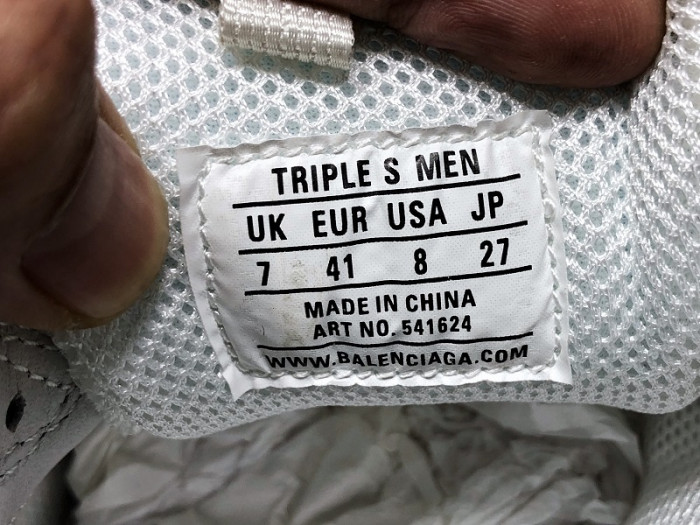 TRIPLE S MEN
UK EUR USA JP
7 41 8 27
MADE IN CHINA
ART NO. 541624
WWW.BALENCIAGA.COM